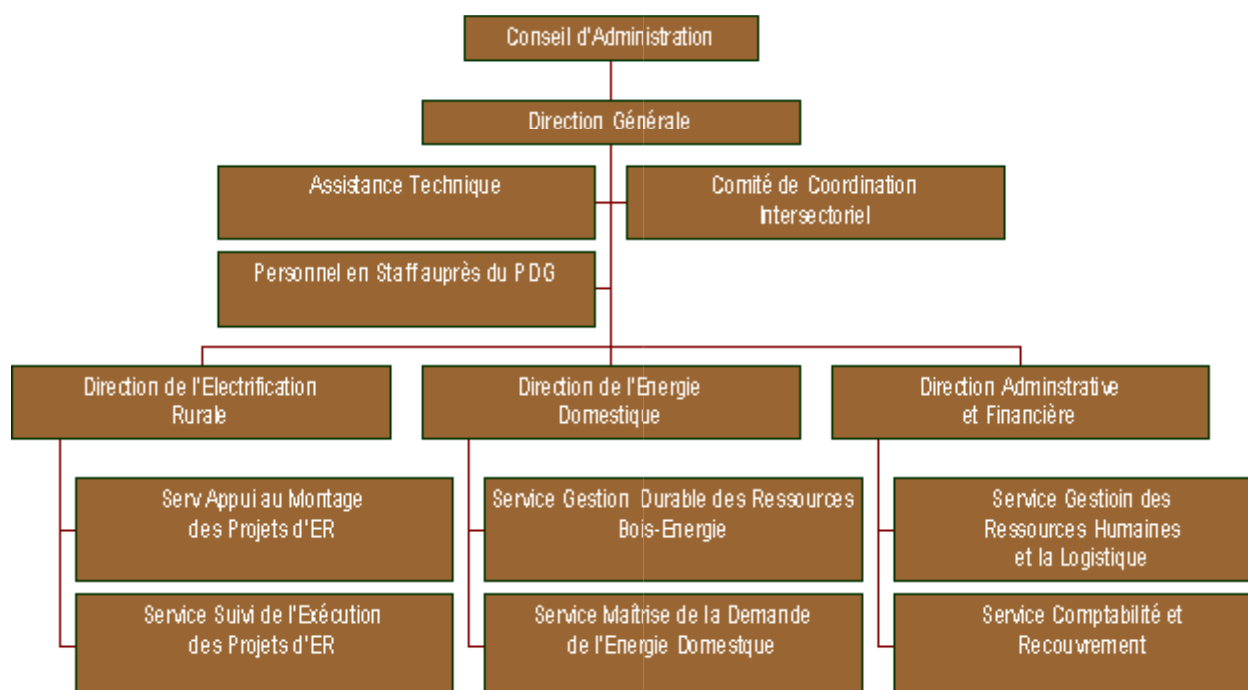 Conseil d'Administration
Direction Générale
Assistance Technique
Comité de Coordination
Intersectoriel
Personnel en Staff auprès du PDG
Direction de l'Electrification
Rurale
Direction de l'Energie
Domestique
Direction Adminstrative
et Financière
Serv Appui au Montage
des Projets d'ER
Service Gestion Durable des Ressources
Bois-Energie
Service Gestioin des
Ressources Humaines
et la Logistique
Service Suivi de l'Exécution
des Projets d'ER
Service Maîtrise de la Demande
de l'Energie Domestque
Service Comptabilité et
Recouvrement